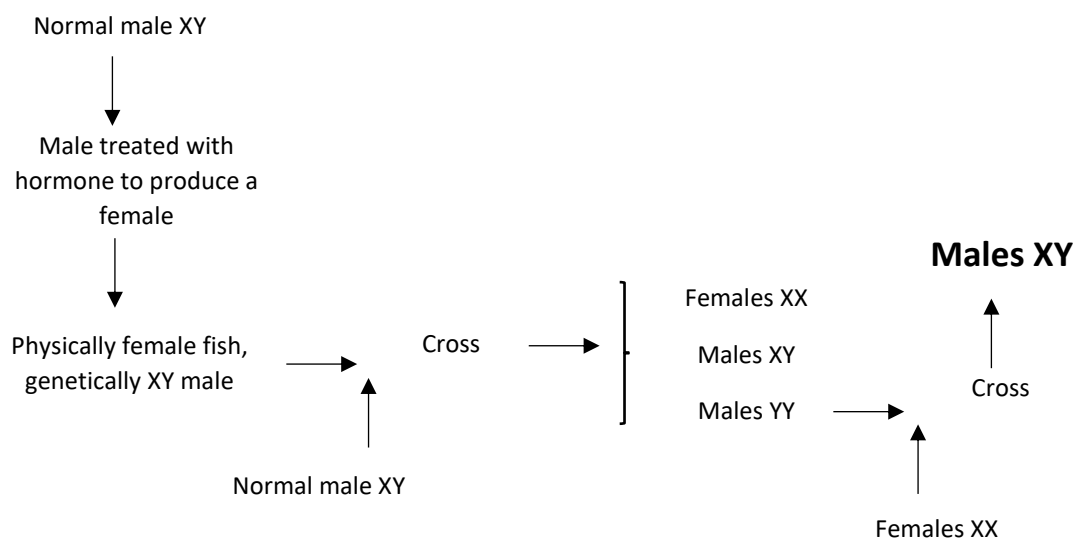 Normal male XY
Male treated with
hormone to produce a
female
Physically female fish,
genetically XY male
Cross
Normal male XY
Females XX
Males XY
Males YY
Females XX
Cross
Males XY